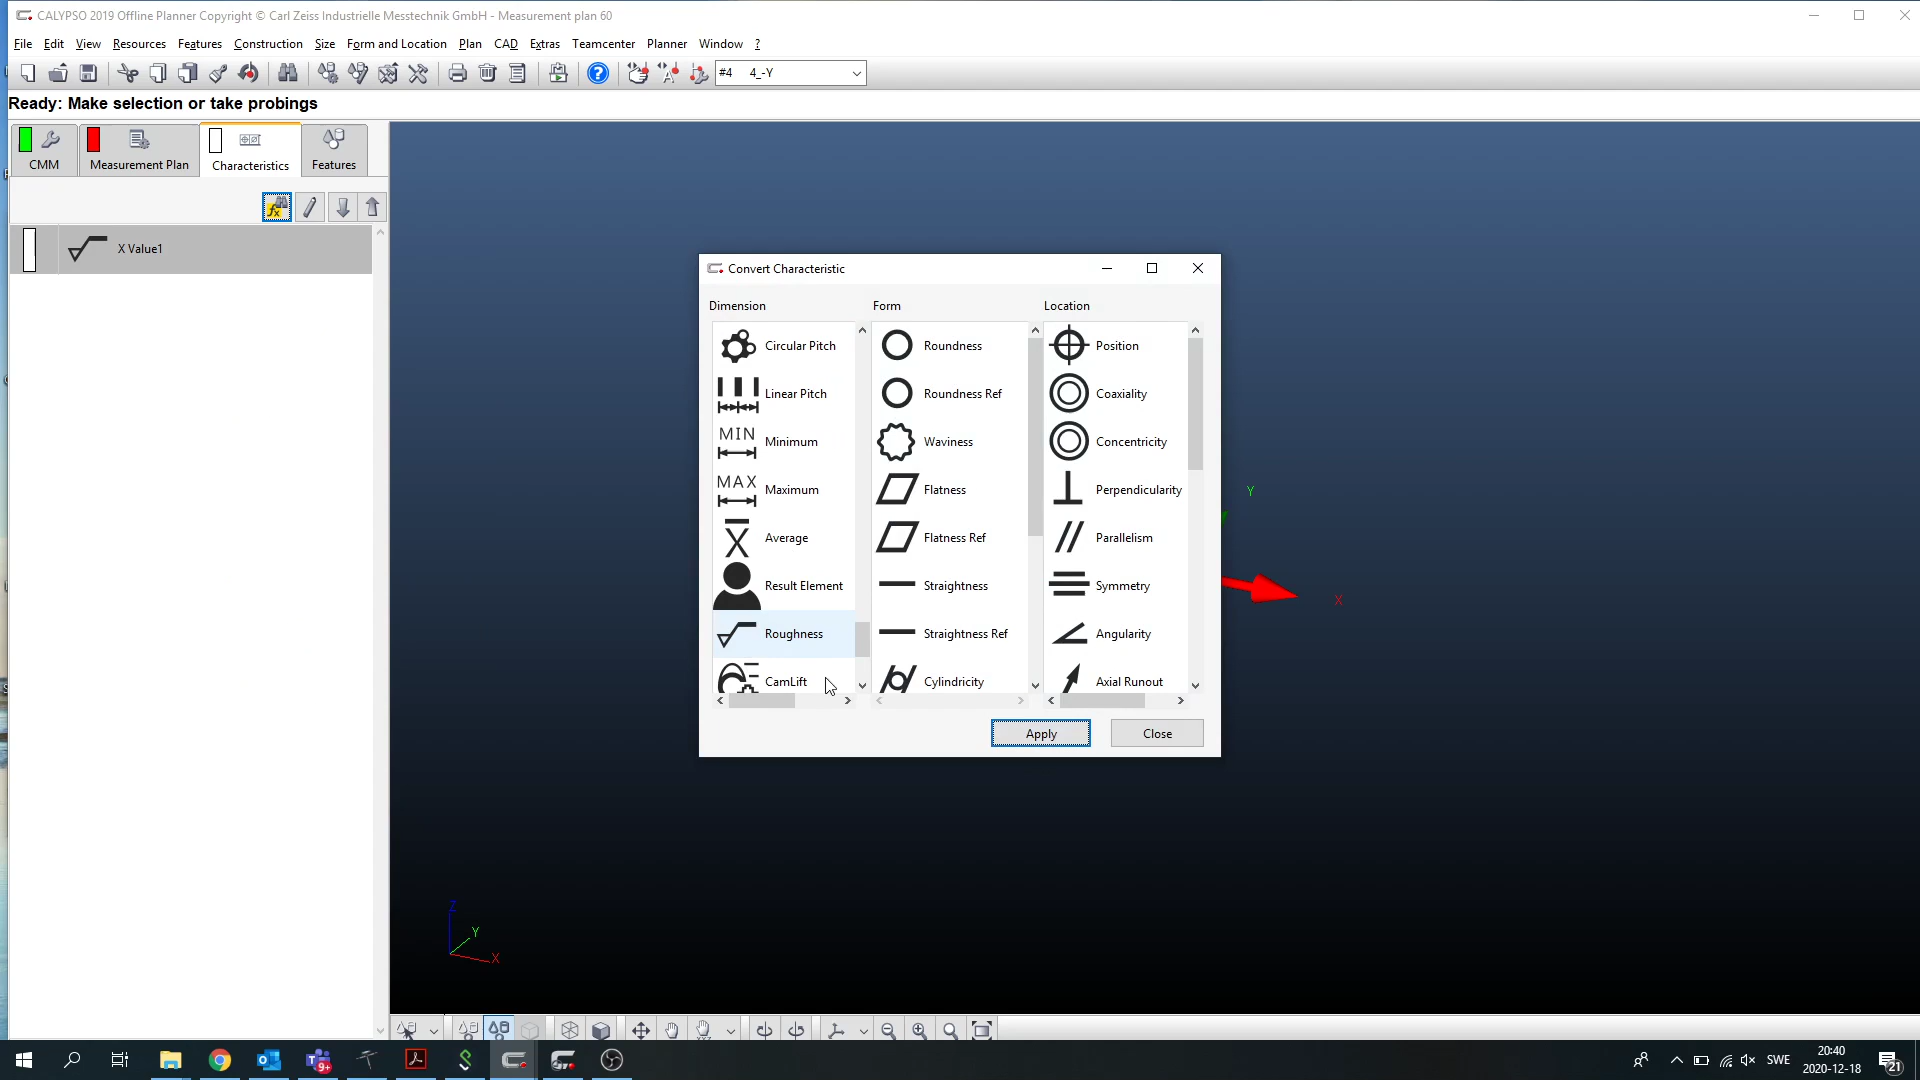 CALYPSO 2019 Offline Planner Copyright © Carl Zeiss Industrielle Messtechnik GmbH - Measurement plan 60
File Edit View Resources Features Construction Size Form and Location Plan CAD Extras Teamcenter Planner Window ?
#4 4_-Y
Ready: Make selection or take probings
CMM Measurement Plan Characteristics Features
fx
X Value1
Convert Characteristic
Dimension Form Location
Circular Pitch Roundness Position
Linear Pitch Roundness Ref Coaxiality
MIN Minimum Waviness Concentricity
MAX Maximum Flatness Perpendicularity
Average Flatness Ref Parallelism
Result Element Straightness Symmetry
Roughness Straightness Ref Angularity
CamLift Cylindricity Axial Runout
Apply Close
Y
X
Z
Y
X
9+
SWE
20:40
2020-12-18
21